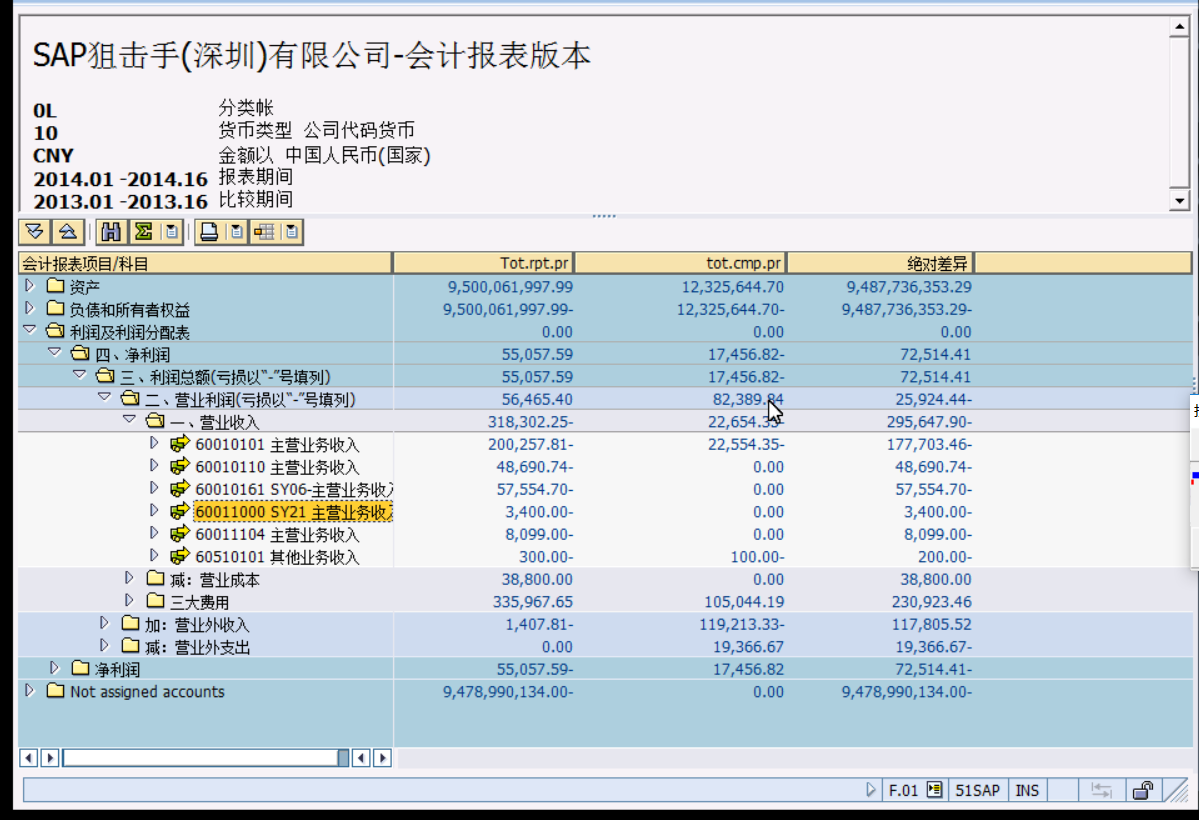 SAP狙击手(深圳)有限公司-会计报表版本
0L 分类帐
10 货币类型 公司代码货币
CNY 金额以 中国人民币(国家)
2014.01 -2014.16 报表期间
2013.01 -2013.16 比较期间
会计报表项目/科目 Tot.rpt.pr tot.cmp.pr 绝对差异
资产 9,500,061,997.99 12,325,644.70 9,487,736,353.29
负债和所有者权益 9,500,061,997.99- 12,325,644.70- 9,487,736,353.29-
利润及利润分配表 0.00 0.00 0.00
四、净利润 55,057.59 17,456.82- 72,514.41
三、利润总额(亏损以“-”号填列) 55,057.59 17,456.82- 72,514.41
二、营业利润(亏损以“-”号填列) 56,465.40 82,389.84 25,924.44-
一、营业收入 318,302.25- 22,654.35- 295,647.90-
60010101 主营业务收入 200,257.81- 22,554.35- 177,703.46-
60010110 主营业务收入 48,690.74- 0.00 48,690.74-
60010161 SY06-主营业务收入 57,554.70- 0.00 57,554.70-
60011000 SY21 主营业务收入 3,400.00- 0.00 3,400.00-
60011104 主营业务收入 8,099.00- 0.00 8,099.00-
60510101 其他业务收入 300.00- 100.00- 200.00-
减: 营业成本 38,800.00 0.00 38,800.00
三大费用 335,967.65 105,044.19 230,923.46
加: 营业外收入 1,407.81- 119,213.33- 117,805.52
减: 营业外支出 0.00 19,366.67 19,366.67-
净利润 55,057.59- 17,456.82 72,514.41-
Not assigned accounts 9,478,990,134.00- 0.00 9,478,990,134.00-
F.01 51SAP INS